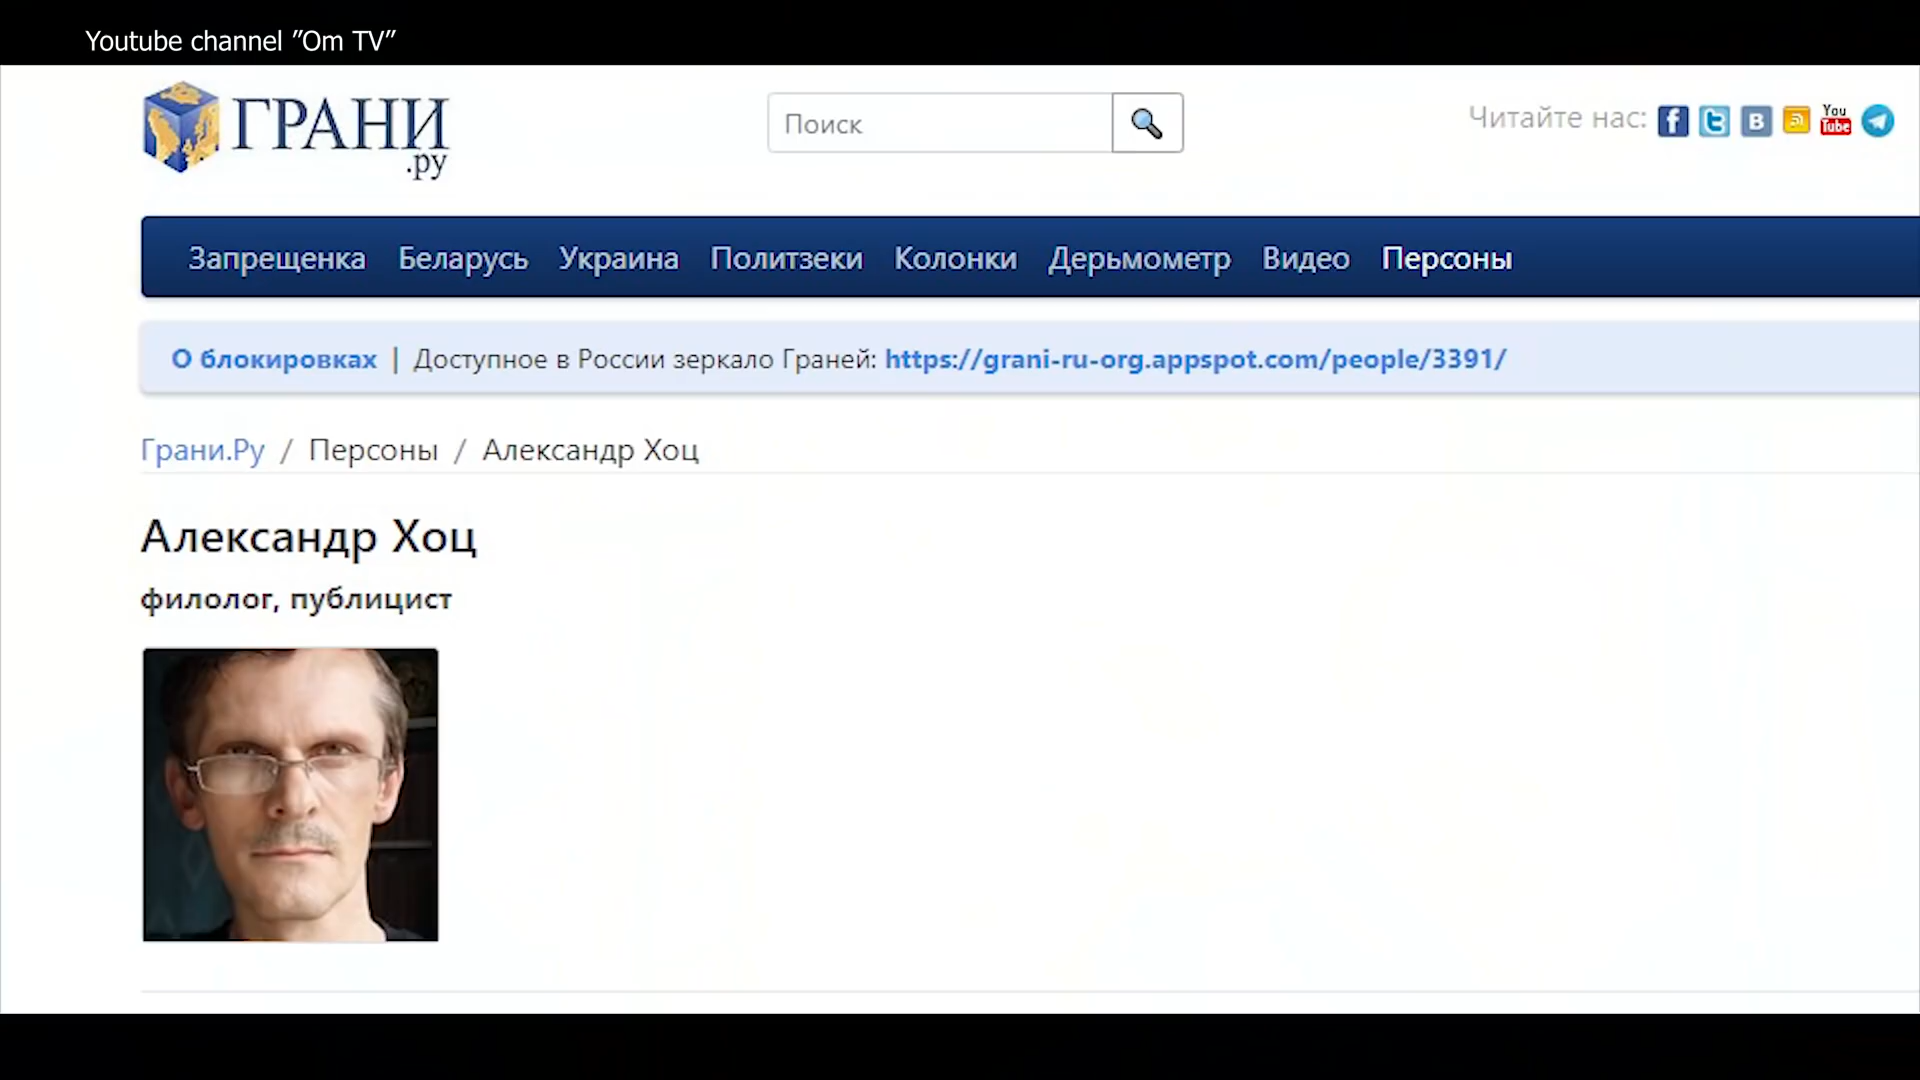 Youtube channel ”Om TV”
ГРАНИ
.ру
Поиск
Читайте нас:
You
Tube
Запрещенка Беларусь Украина Политзеки Колонки Дерьмометр Видео Персоны
О блокировках | Доступное в России зеркало Граней: https://grani-ru-org.appspot.com/people/3391/
Грани.Ру / Персоны / Александр Хоц
Александр Хоц
филолог, публицист